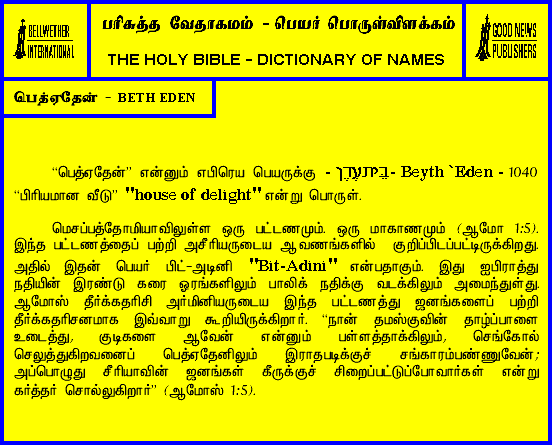 BELLWETHER
INTERNATIONAL
பரிசுத்த வேதாகமம் - பெயர் பொருள்விளக்கம்
THE HOLY BIBLE - DICTIONARY OF NAMES
GOOD NEWS
PUBLISHERS
பெத்ஏதேன் - BETH EDEN
“பெத்ஏதேன்” என்னும் எபிரெய பெயருக்கு - בֵּיתעֵדֶן - Beyth `Eden - 1040
“பிரியமான வீடு” "house of delight" என்று பொருள்.
மெசப்பத்தோமியாவிலுள்ள ஒரு பட்டணமும். ஒரு மாகாணமும் (ஆமோ 1:5).
இந்த பட்டணத்தைப் பற்றி அசீரியருடைய ஆவணங்களில் குறிப்பிடப்பட்டிருக்கிறது.
அதில் இதன் பெயர் பிட்-அடினி "Bit-Adini" என்பதாகும். இது ஐபிராத்து
நதியின் இரண்டு கரை ஓரங்களிலும் பாலிக் நதிக்கு வடக்கிலும் அமைந்துள்ளது.
ஆமோஸ் தீர்க்கதரிசி அர்மினியருடைய இந்த பட்டணத்து ஜனங்களைப் பற்றி
தீர்க்கதரிசனமாக இவ்வாறு கூறியிருக்கிறார். “நான் தமஸ்குவின் தாழ்ப்பாளை
உடைத்து, குடிகளை ஆவேன் என்னும் பள்ளத்தாக்கிலும், செங்கோல்
செலுத்துகிறவனைப் பெத்ஏதேனிலும் இராதபடிக்குச் சங்காரம்பண்ணுவேன்;
அப்பொழுது சீரியாவின் ஜனங்கள் கீருக்குச் சிறைப்பட்டுப்போவார்கள் என்று
கர்த்தர் சொல்லுகிறார்” (ஆமோஸ் 1:5).